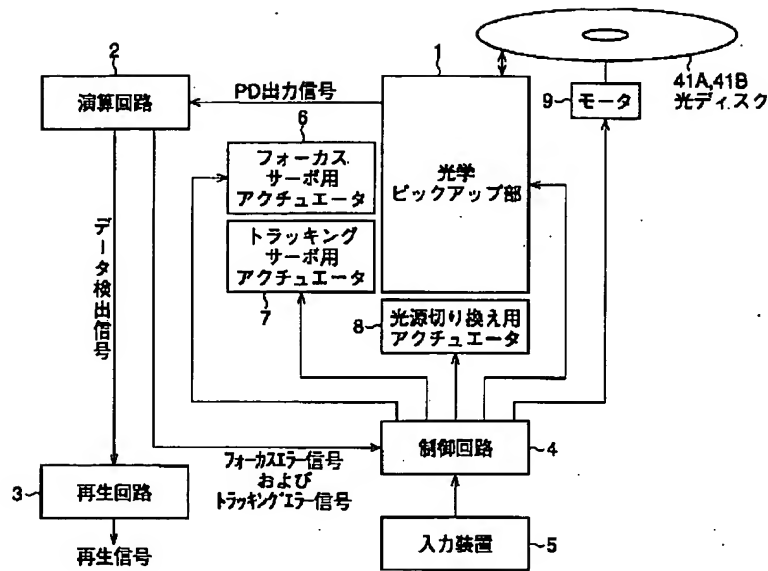 2
演算回路
PD出力信号
1
光学
ピックアップ部
41A,41B
光ディスク
9
モータ
6
フォーカス
サーボ用
アクチュエータ
トラッキング
サーボ用
アクチュエータ
7
8
光源切り換え用
アクチュエータ
データ検出信号
フォーカスエラー信号
および
トラッキングエラー信号
制御回路
4
3
再生回路
再生信号
入力装置
5